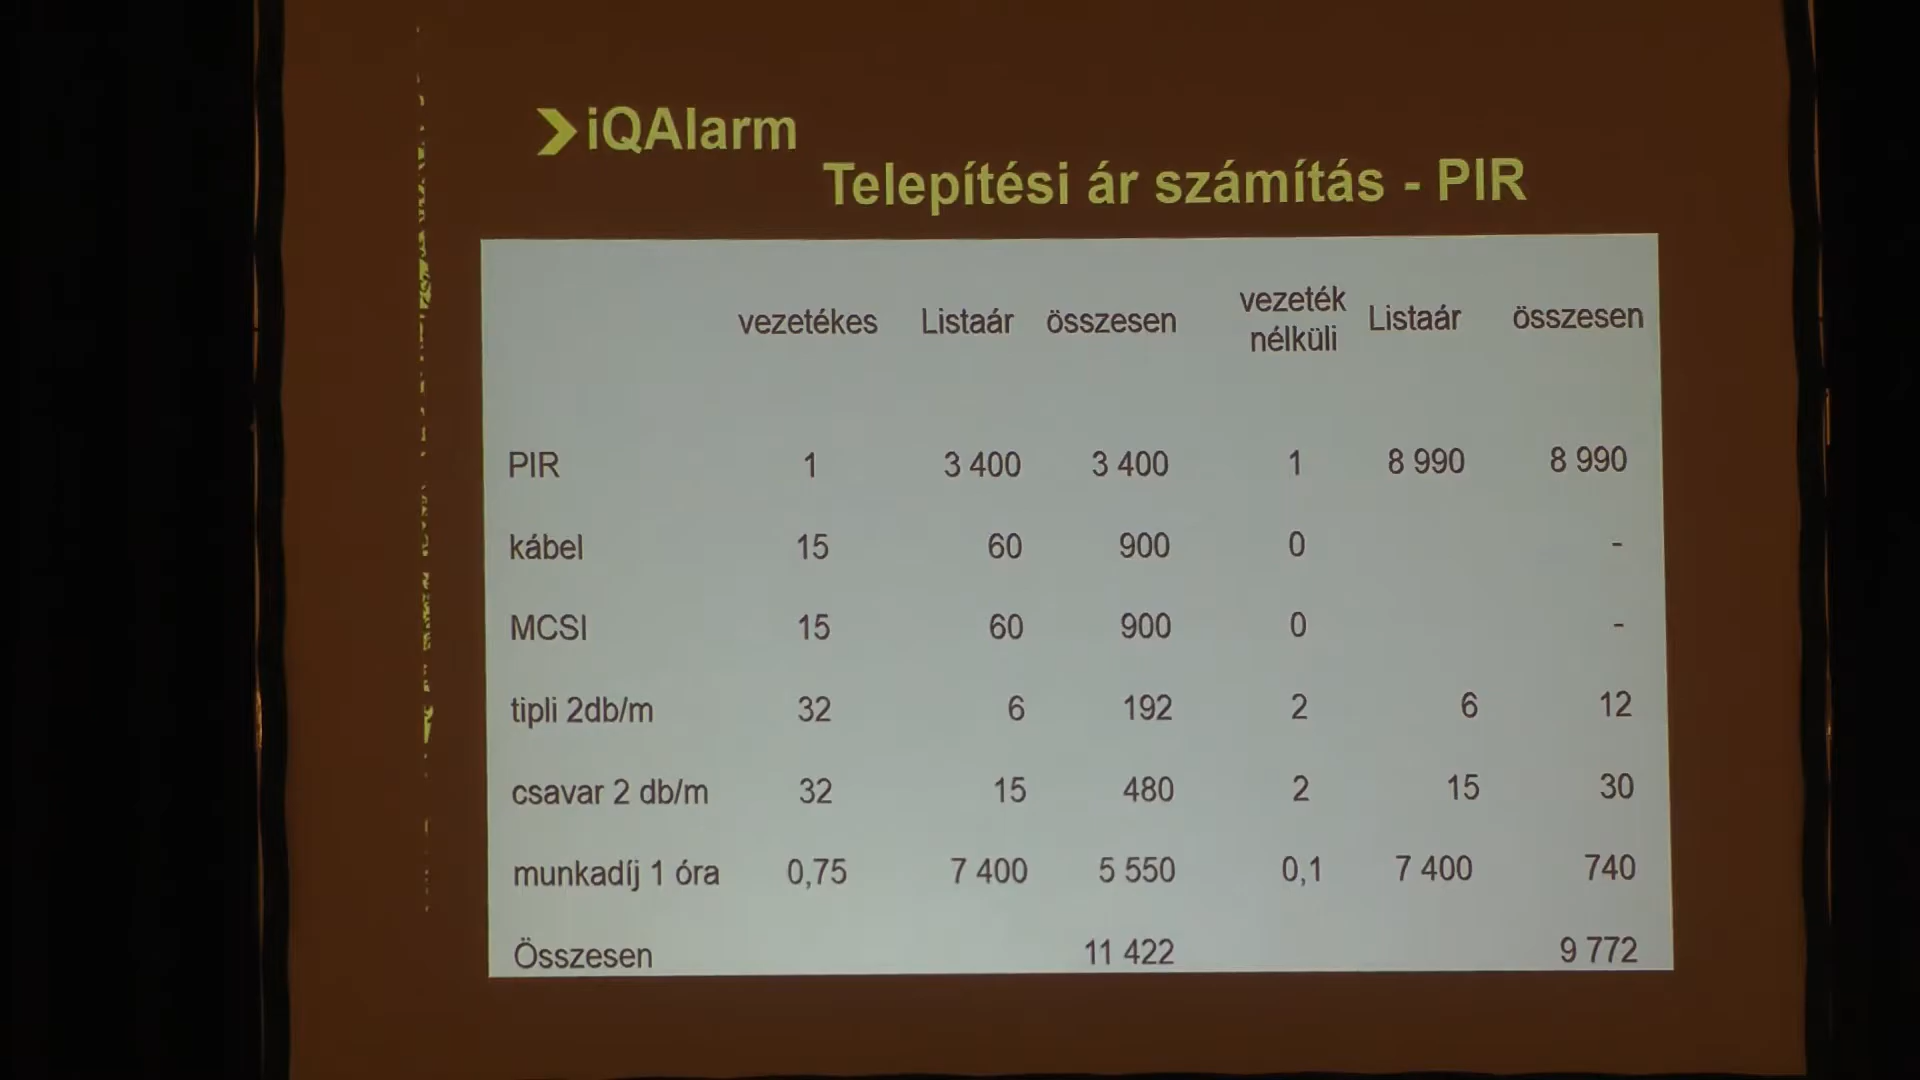 iQAlarm
Telepítési ár számítás - PIR
vezetékes Listaár összesen vezeték nélküli Listaár összesen
PIR 1 3 400 3 400 1 8 990 8 990
kábel 15 60 900 0 -
MCSI 15 60 900 0 -
tipli 2db/m 32 6 192 2 6 12
csavar 2 db/m 32 15 480 2 15 30
munkadíj 1 óra 0,75 7 400 5 550 0,1 7 400 740
Összesen 11 422 9 772